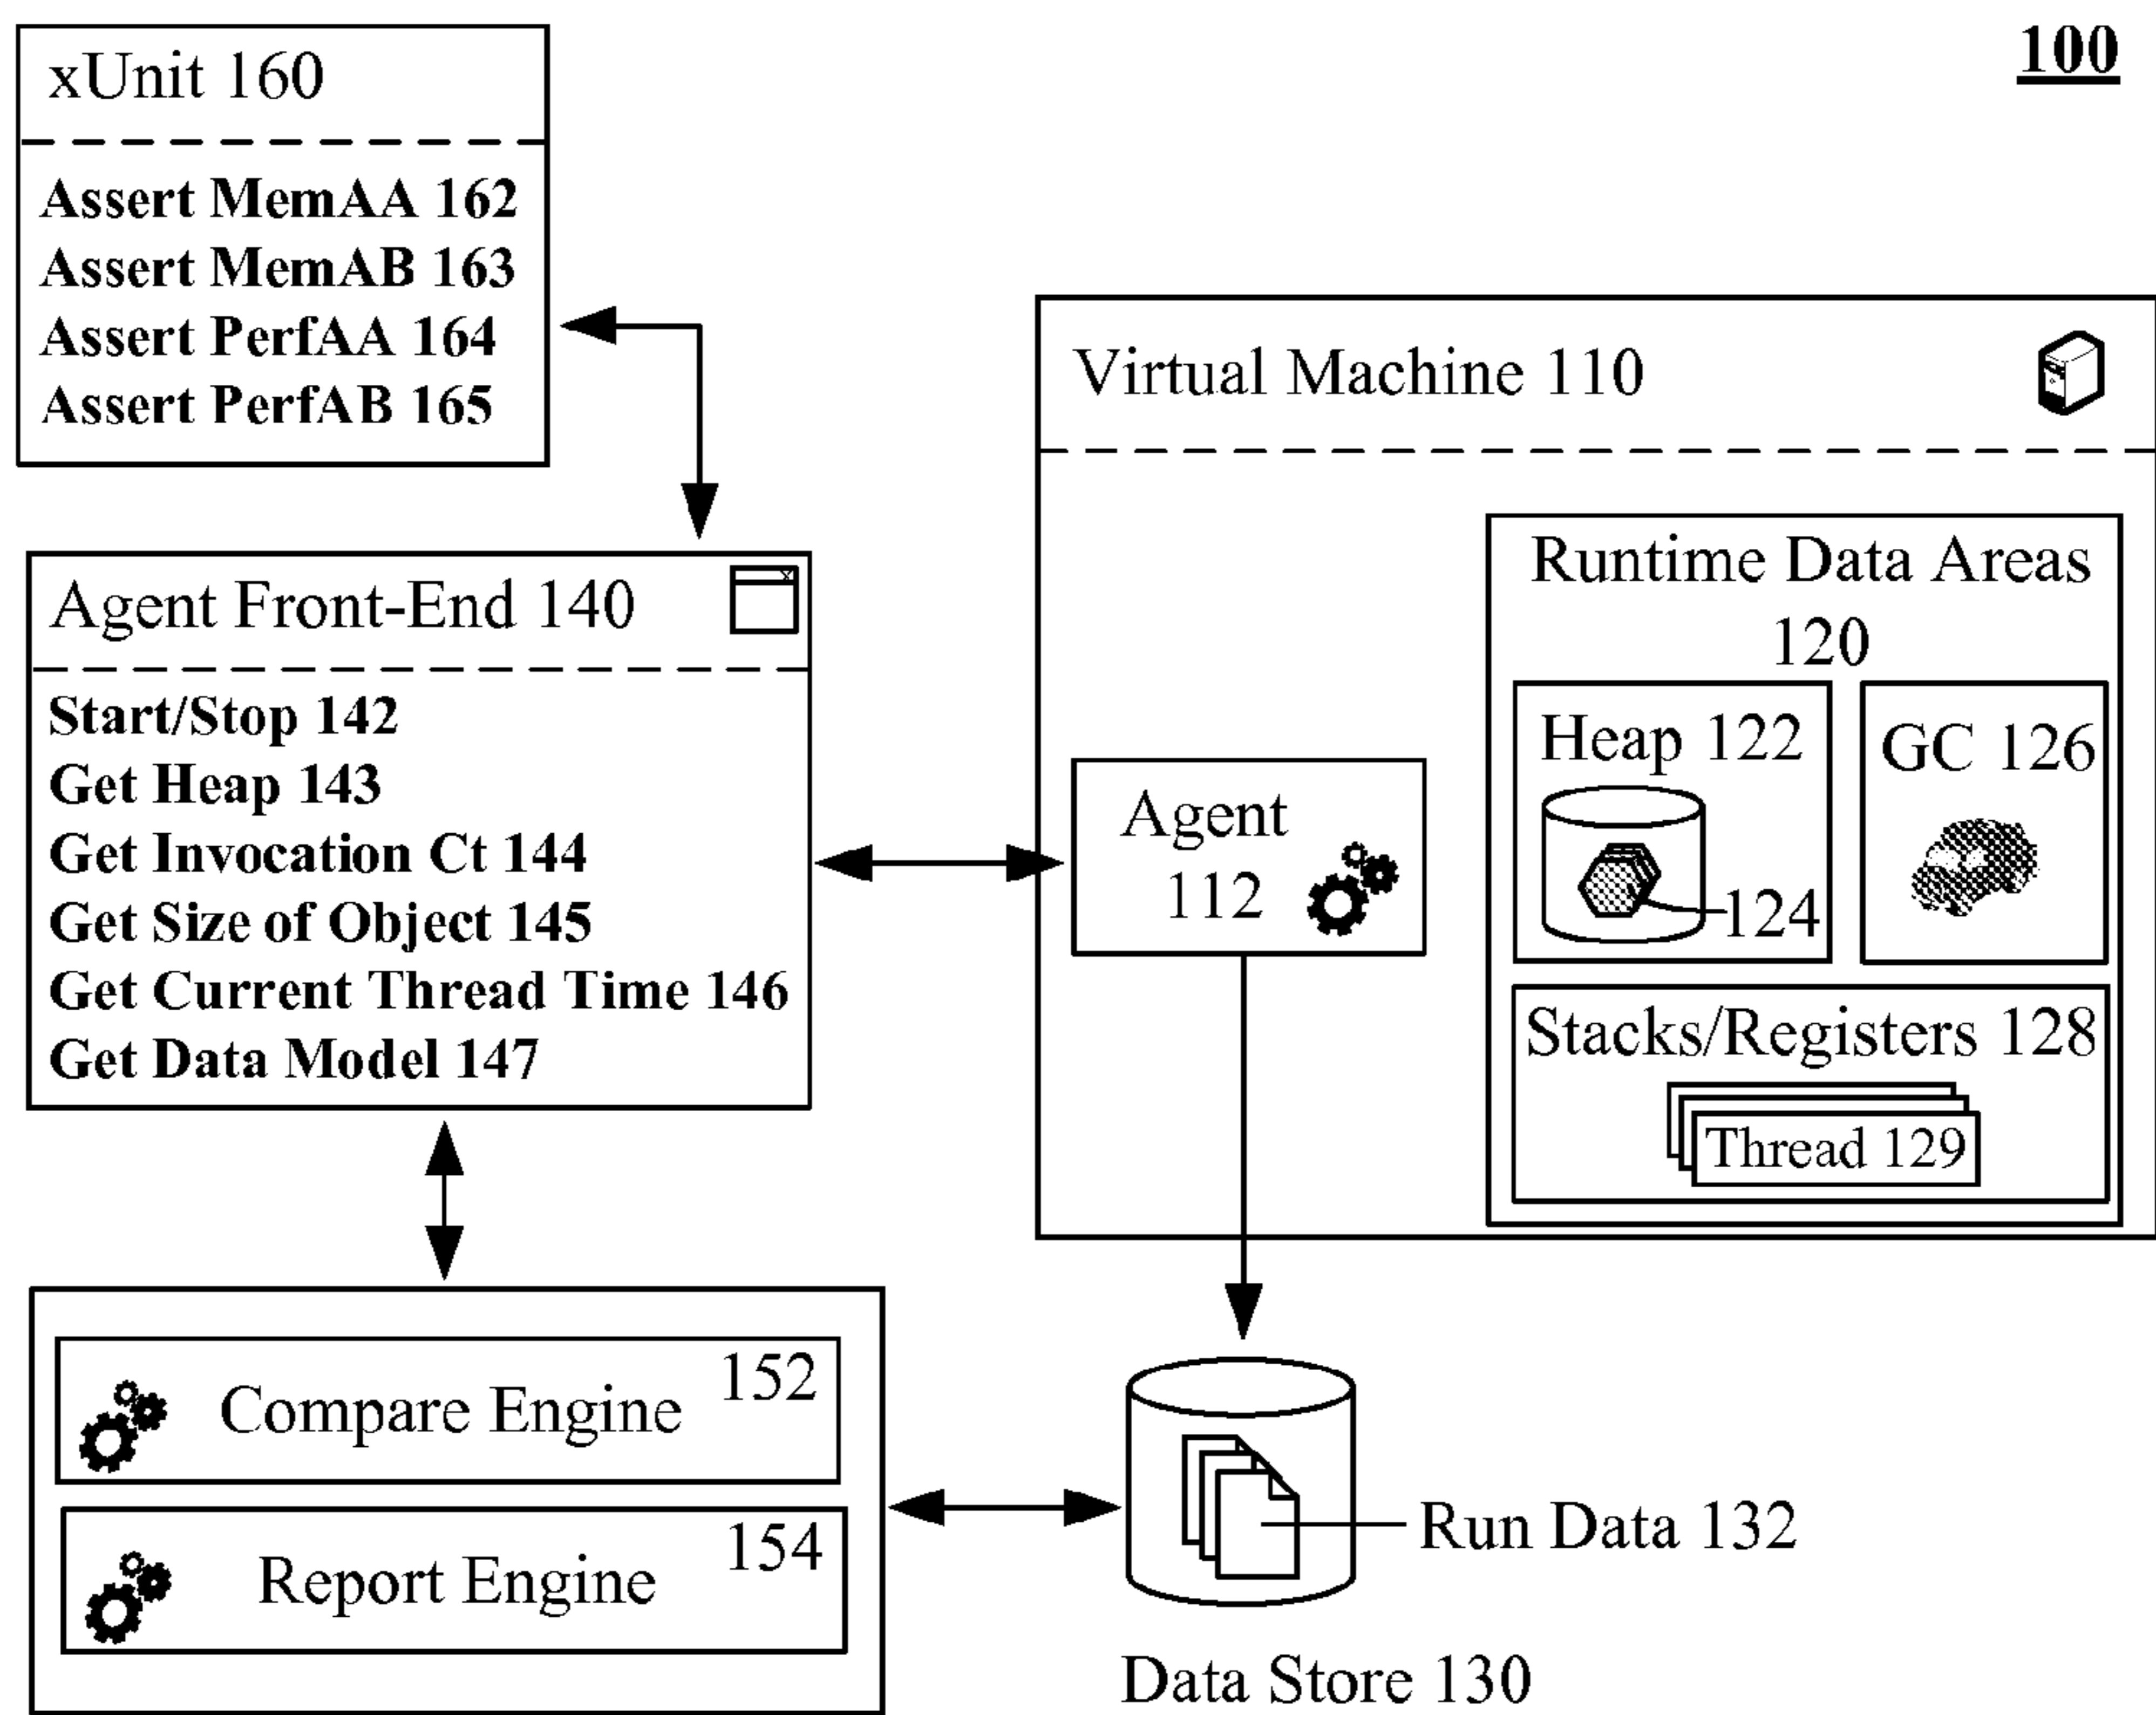 100
xUnit 160
Assert MemAA 162
Assert MemAB 163
Assert PerfAA 164
Assert PerfAB 165
Agent Front-End 140
x
Start/Stop 142
Get Heap 143
Get Invocation Ct 144
Get Size of Object 145
Get Current Thread Time 146
Get Data Model 147
Virtual Machine 110
Agent
112
Runtime Data Areas
120
Heap 122
124
GC 126
Stacks/Registers 128
Thread 129
Compare Engine 152
Report Engine 154
Run Data 132
Data Store 130